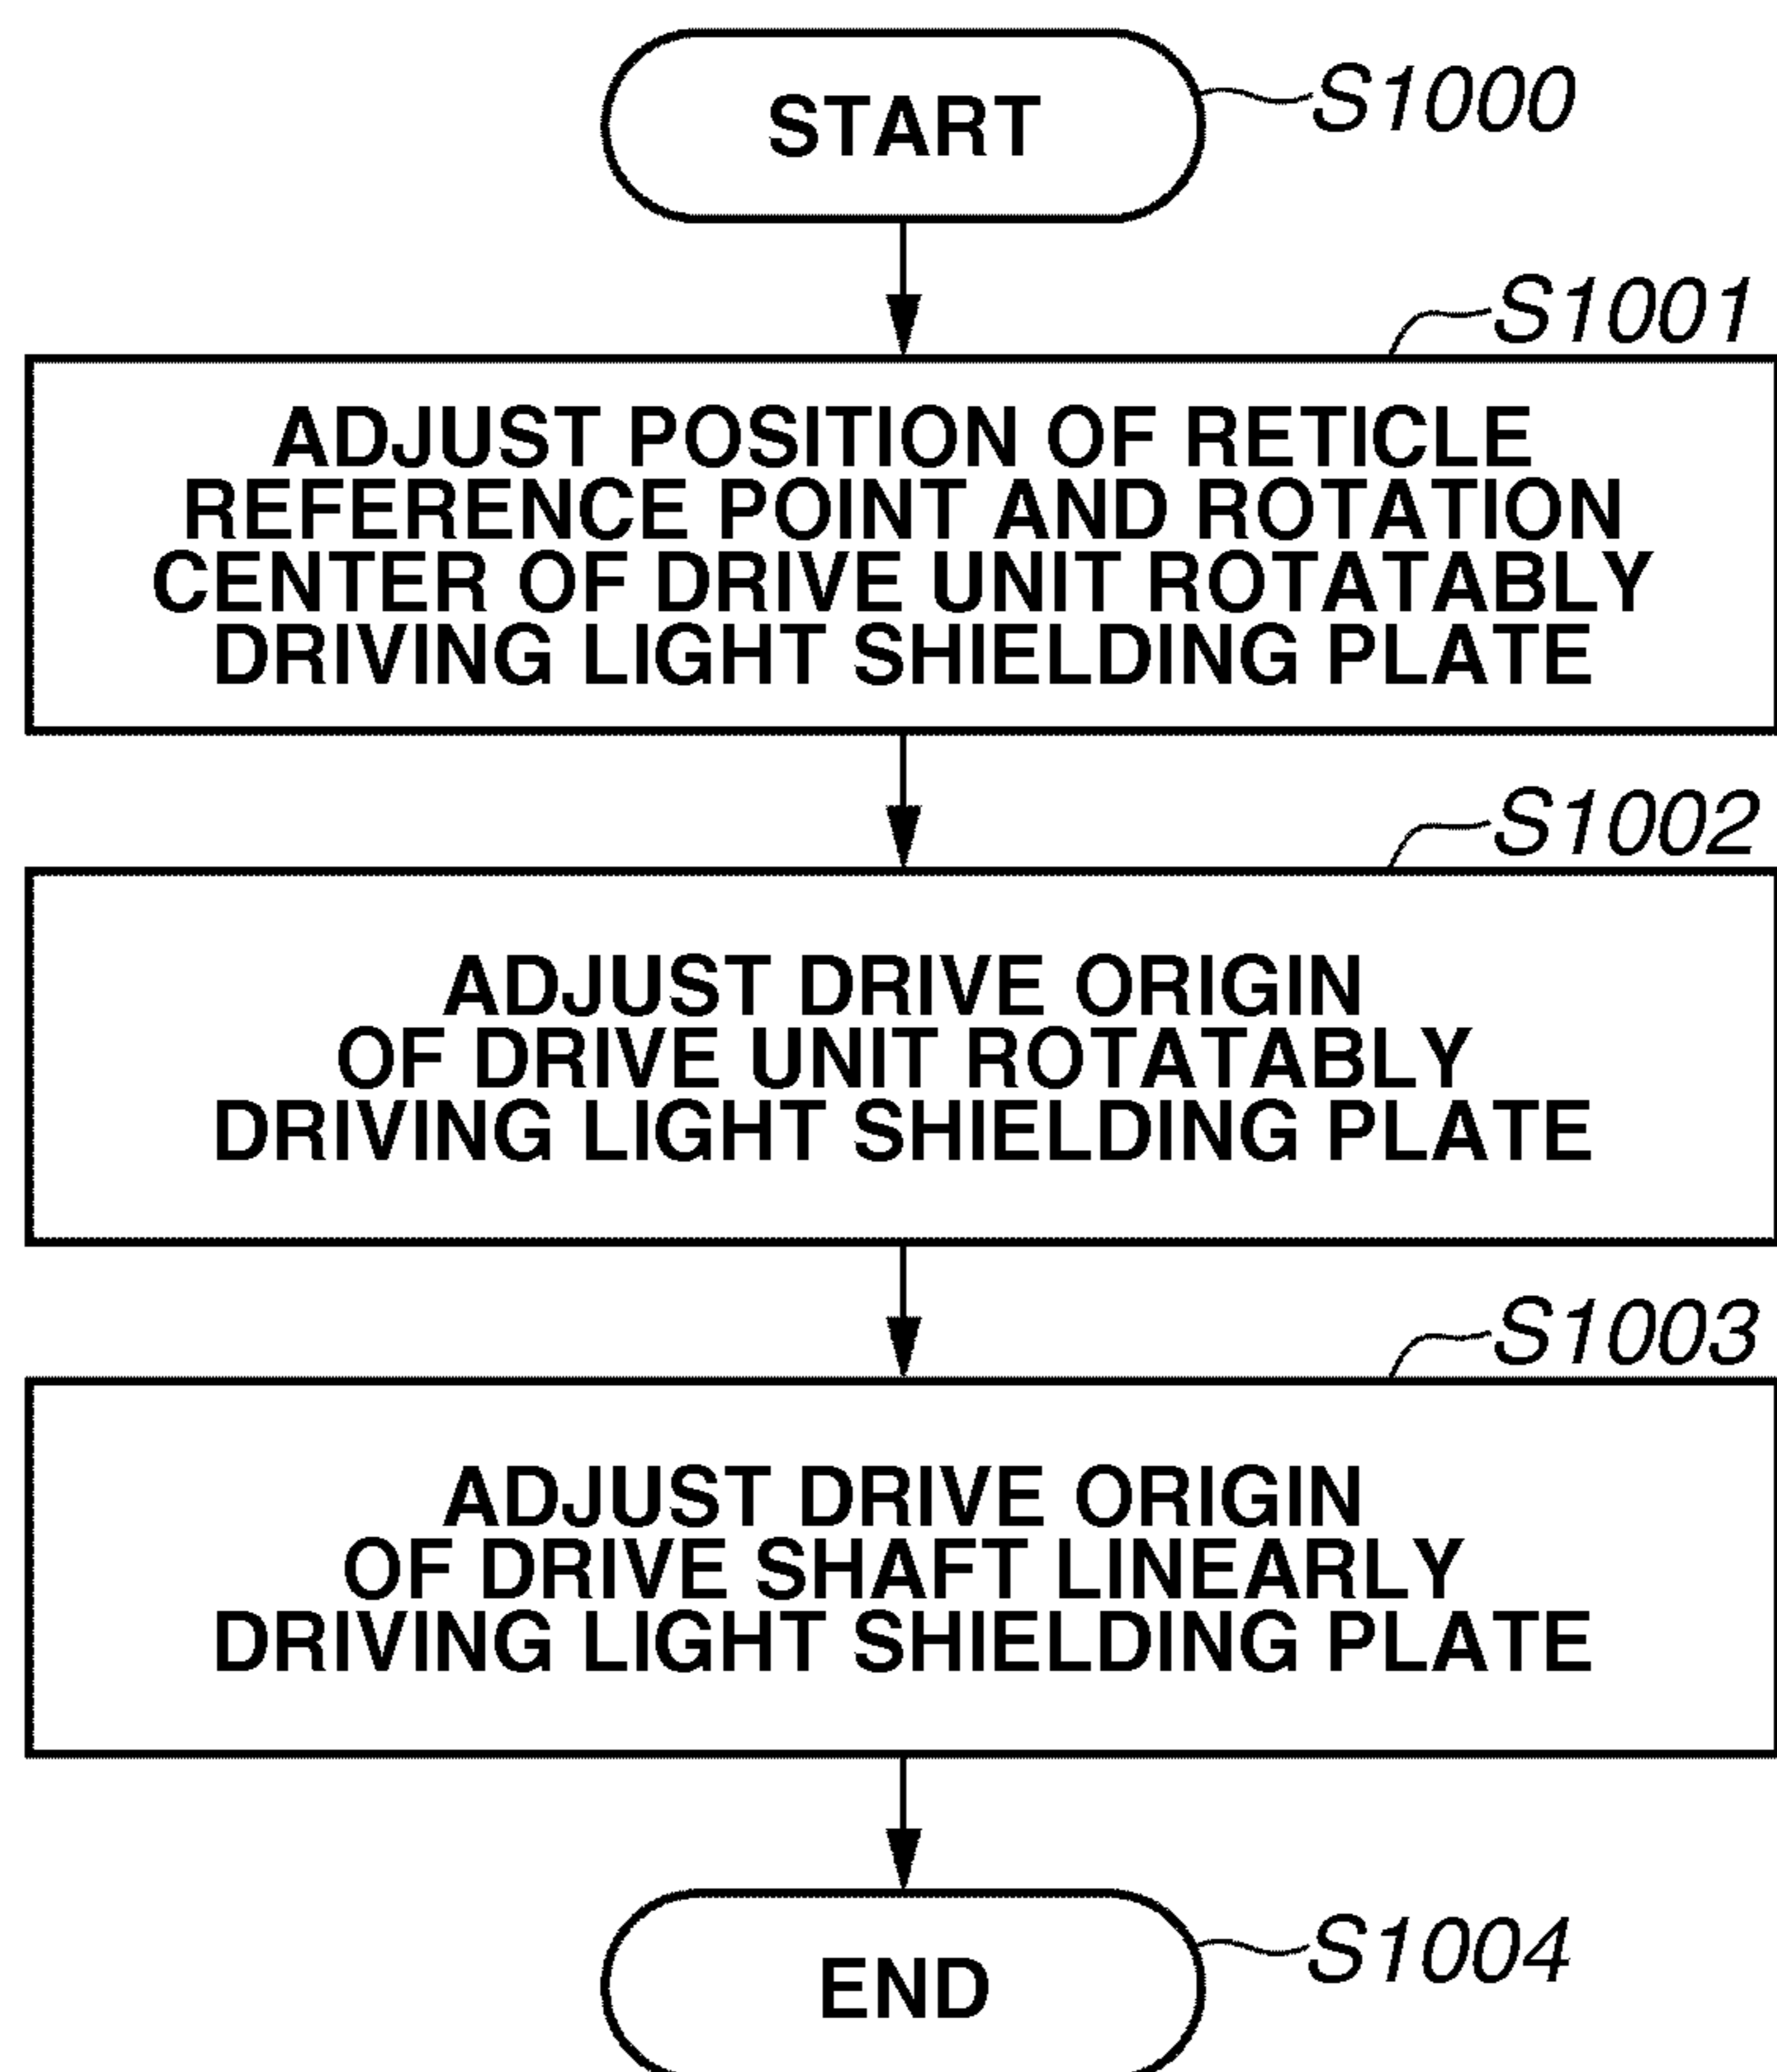 START
S1000
S1001
ADJUST POSITION OF RETICLE
REFERENCE POINT AND ROTATION
CENTER OF DRIVE UNIT ROTATABLY
DRIVING LIGHT SHIELDING PLATE
S1002
ADJUST DRIVE ORIGIN
OF DRIVE UNIT ROTATABLY
DRIVING LIGHT SHIELDING PLATE
S1003
ADJUST DRIVE ORIGIN
OF DRIVE SHAFT LINEARLY
DRIVING LIGHT SHIELDING PLATE
END
S1004